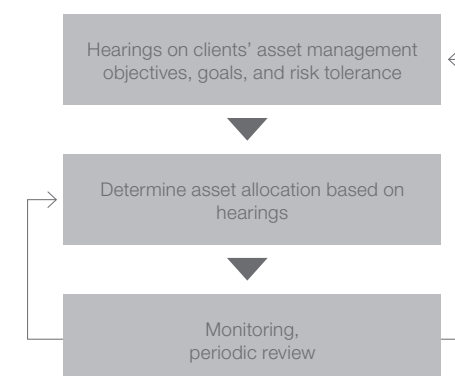 Hearings on clients' asset management
objectives, goals, and risk tolerance
Determine asset allocation based on
hearings
Monitoring,
periodic review